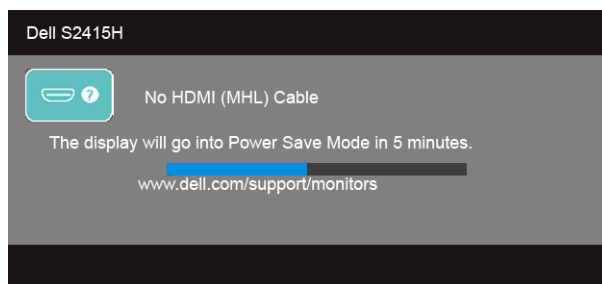 Dell S2415H
?
No HDMI (MHL) Cable
The display will go into Power Save Mode in 5 minutes.
www.dell.com/support/monitors